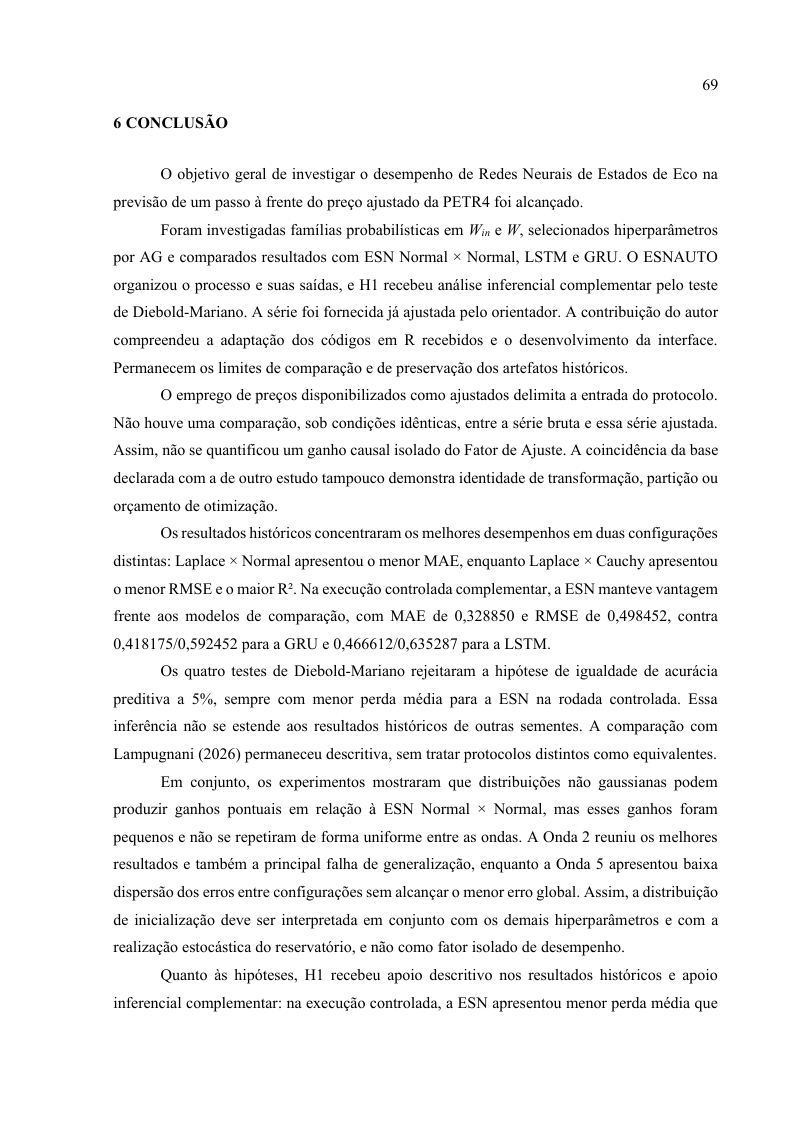 69
6 CONCLUSÃO
O objetivo geral de investigar o desempenho de Redes Neurais de Estados de Eco na
previsão de um passo à frente do preço ajustado da PETR4 foi alcançado.
Foram investigadas famílias probabilísticas em Win e W, selecionados hiperparâmetros
por AG e comparados resultados com ESN Normal × Normal, LSTM e GRU. O ESNAUTO
organizou o processo e suas saídas, e H1 recebeu análise inferencial complementar pelo teste
de Diebold-Mariano. A série foi fornecida já ajustada pelo orientador. A contribuição do autor
compreendeu a adaptação dos códigos em R recebidos e o desenvolvimento da interface.
Permanecem os limites de comparação e de preservação dos artefatos históricos.
O emprego de preços disponibilizados como ajustados delimita a entrada do protocolo.
Não houve uma comparação, sob condições idênticas, entre a série bruta e essa série ajustada.
Assim, não se quantificou um ganho causal isolado do Fator de Ajuste. A coincidência da base
declarada com a de outro estudo tampouco demonstra identidade de transformação, partição ou
orçamento de otimização.
Os resultados históricos concentraram os melhores desempenhos em duas configurações
distintas: Laplace × Normal apresentou o menor MAE, enquanto Laplace × Cauchy apresentou
o menor RMSE e o maior R². Na execução controlada complementar, a ESN manteve vantagem
frente aos modelos de comparação, com MAE de 0,328850 e RMSE de 0,498452, contra
0,418175/0,592452 para a GRU e 0,466612/0,635287 para a LSTM.
Os quatro testes de Diebold-Mariano rejeitaram a hipótese de igualdade de acurácia
preditiva a 5%, sempre com menor perda média para a ESN na rodada controlada. Essa
inferência não se estende aos resultados históricos de outras sementes. A comparação com
Lampugnani (2026) permaneceu descritiva, sem tratar protocolos distintos como equivalentes.
Em conjunto, os experimentos mostraram que distribuições não gaussianas podem
produzir ganhos pontuais em relação à ESN Normal × Normal, mas esses ganhos foram
pequenos e não se repetiram de forma uniforme entre as ondas. A Onda 2 reuniu os melhores
resultados e também a principal falha de generalização, enquanto a Onda 5 apresentou baixa
dispersão dos erros entre configurações sem alcançar o menor erro global. Assim, a distribuição
de inicialização deve ser interpretada em conjunto com os demais hiperparâmetros e com a
realização estocástica do reservatório, e não como fator isolado de desempenho.
Quanto às hipóteses, H1 recebeu apoio descritivo nos resultados históricos e apoio
inferencial complementar: na execução controlada, a ESN apresentou menor perda média que